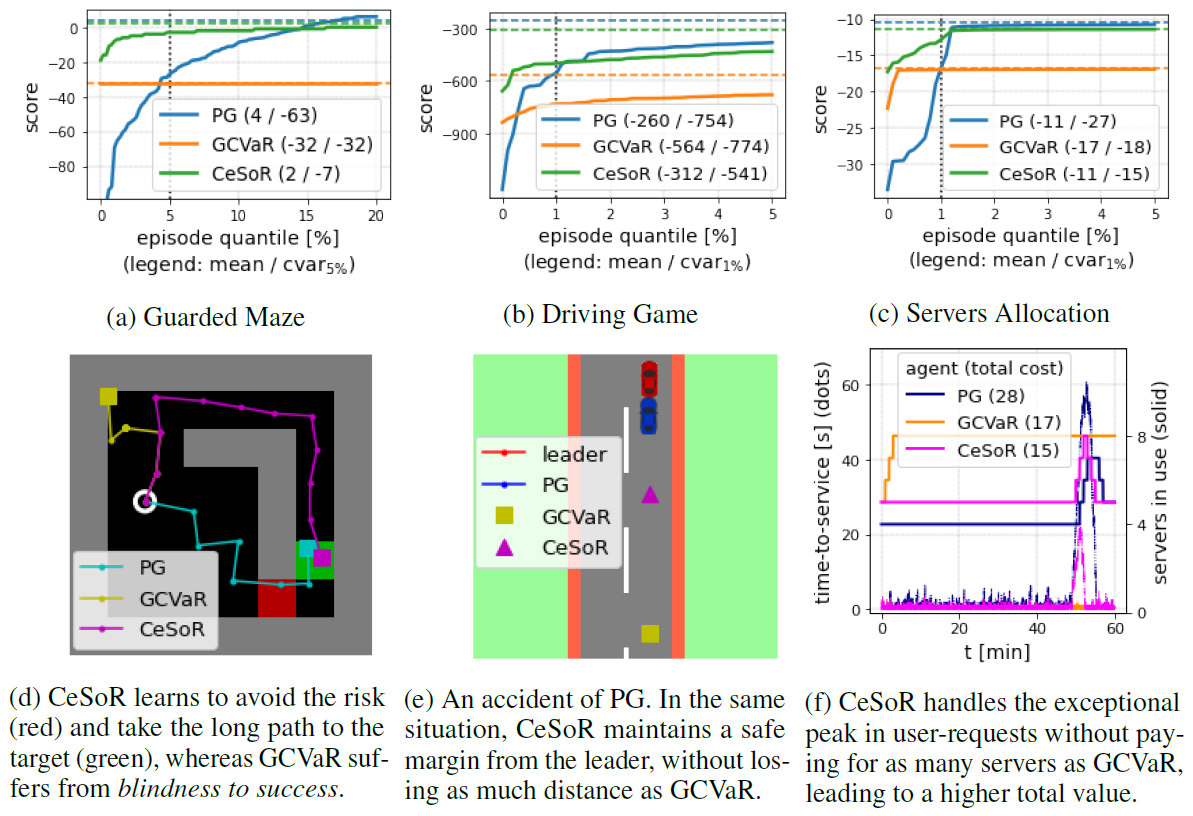 0
-20
-40
-60
-80
score
PG (4 / -63)
GCVaR (-32 / -32)
CeSoR (2 / -7)
0 5 10 15 20
episode quantile [%]
(legend: mean / cvar5%)
(a) Guarded Maze
-300
-600
-900
score
PG (-260 / -754)
GCVaR (-564 / -774)
CeSoR (-312 / -541)
0 1 2 3 4 5
episode quantile [%]
(legend: mean / cvar1%)
(b) Driving Game
-10
-15
-20
-25
-30
score
PG (-11 / -27)
GCVaR (-17 / -18)
CeSoR (-11 / -15)
0 1 2 3 4 5
episode quantile [%]
(legend: mean / cvar1%)
(c) Servers Allocation
PG
GCVaR
CeSoR
(d) CeSoR learns to avoid the risk
(red) and take the long path to the
target (green), whereas GCVaR suf-
fers from blindness to success.
leader
PG
GCVaR
CeSoR
(e) An accident of PG. In the same
situation, CeSoR maintains a safe
margin from the leader, without los-
ing as much distance as GCVaR.
agent (total cost)
PG (28)
GCVaR (17)
CeSoR (15)
time-to-service [s] (dots)
60
40
20
0
servers in use (solid)
8
4
0
0 20 40 60
t [min]
(f) CeSoR handles the exceptional
peak in user-requests without pay-
ing for as many servers as GCVaR,
leading to a higher total value.